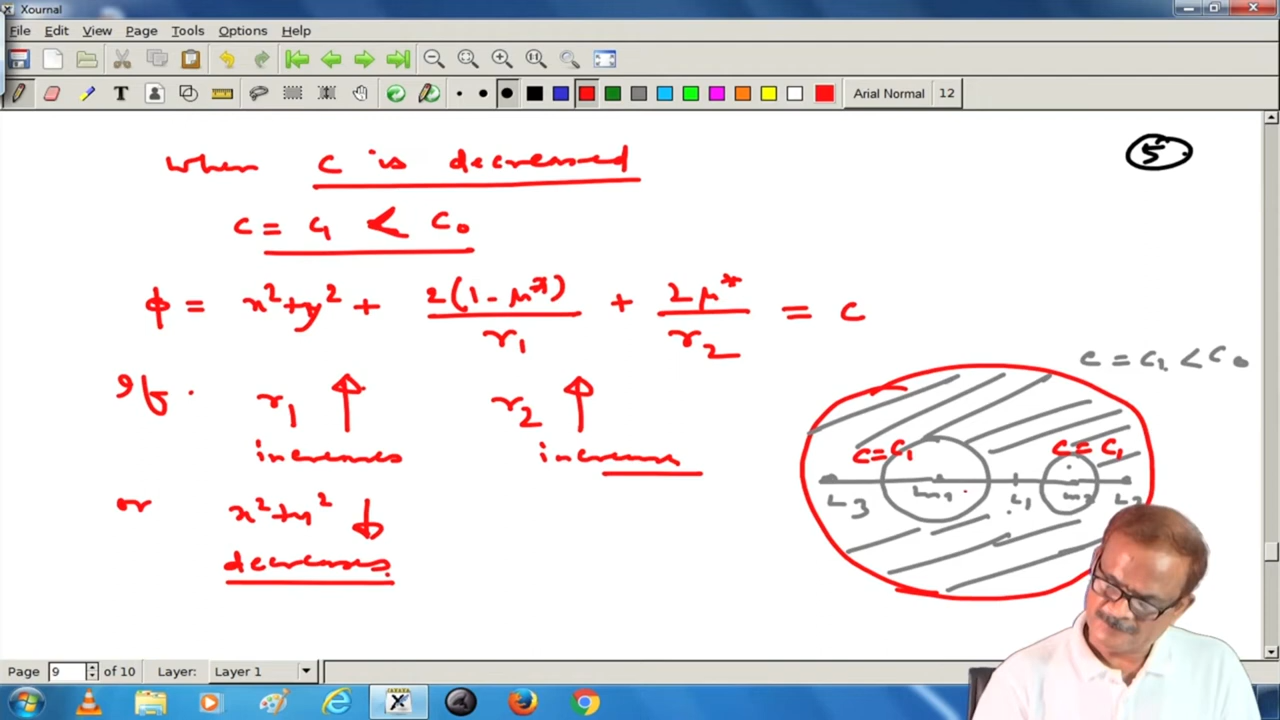 Xournal
File Edit View Page Tools Options Help
Arial Normal 12
5
when c is decreased
c = c₁ < c₀
ϕ = x² + y² + 2(1 - μ*)/r₁ + 2μ*/r₂ = c
If r₁ ↑ r₂ ↑
increases increases
or x² + y² ↓
decreases.
c = c₁ < c₀
c = c₁ c = c₁
L₃ m₁ L₁ m₂ L₂
Page 9 of 10 Layer: Layer 1